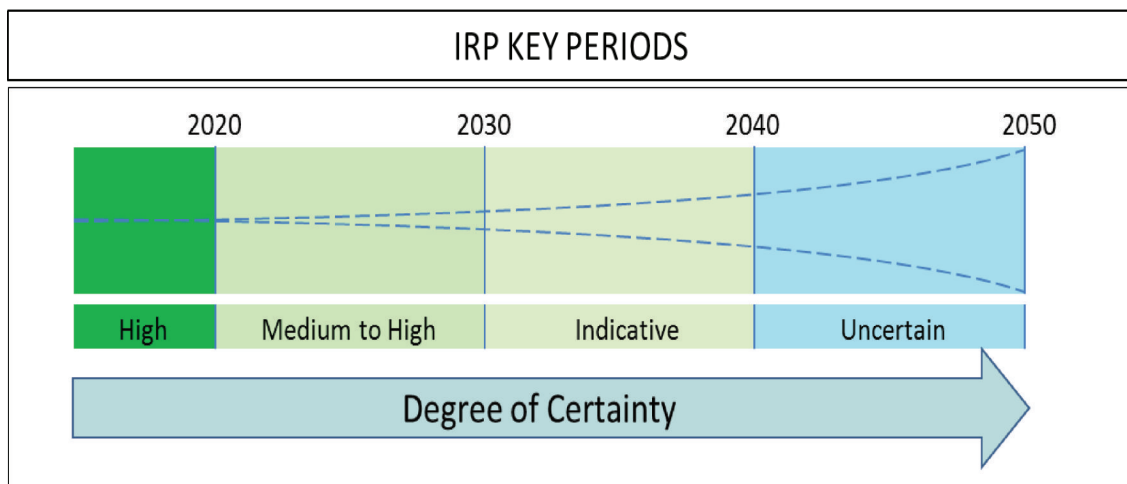 IRP KEY PERIODS
2020 2030 2040 2050
High Medium to High Indicative Uncertain
Degree of Certainty